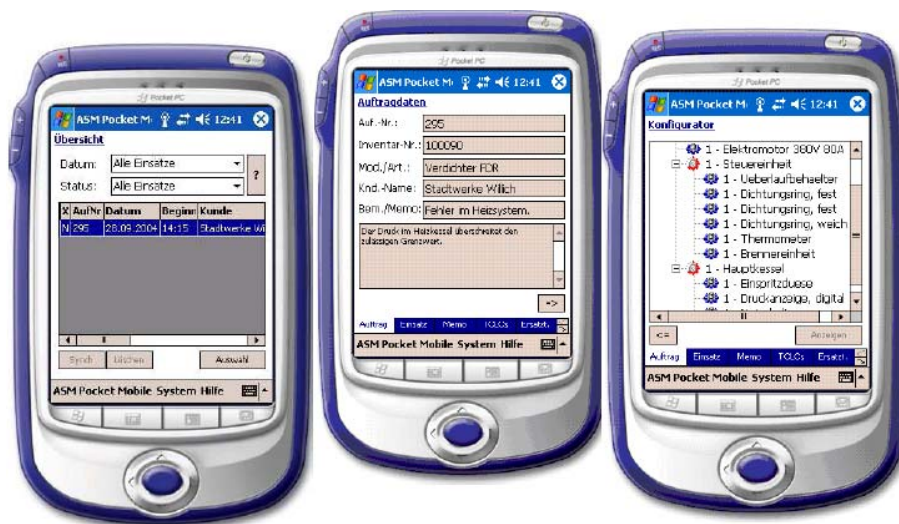 Pocket PC
ASM Pocket M 12:41
Übersicht
Datum: Alle Einsätze
Status: Alle Einsätze
?
X AufNr Datum Beginn Kunde
N 295 28.09.2004 14:15 Stadtwerke Wi
Synch Löschen Auswahl
ASM Pocket Mobile System Hilfe
Pocket PC
ASM Pocket M 12:41
Auftragdaten
Auf.-Nr.: 295
Inventar-Nr.: 100090
Mod./Art.: Verdichter FDR
Knd.-Name: Stadtwerke Willich
Bem./Memo: Fehler im Heizsystem.
Der Druck im Heizkessel überschreitet den
zulässigen Grenzwert.
=>
Auftrag Einsatz Memo TCLCs Ersatzt.
ASM Pocket Mobile System Hilfe
Pocket PC
ASM Pocket M 12:41
Konfigurator
1 - Elektromotor 380V 80A
1 - Steuereinheit
1 - Ueberlaufbehaelter
1 - Dichtungsring, fest
1 - Dichtungsring, fest
1 - Dichtungsring, weich
1 - Thermometer
1 - Brennereinheit
1 - Hauptkessel
1 - Einspritzduese
1 - Druckanzeige, digital
<= Anzeigen
Auftrag Einsatz Memo TCLCs Ersatzt.
ASM Pocket Mobile System Hilfe